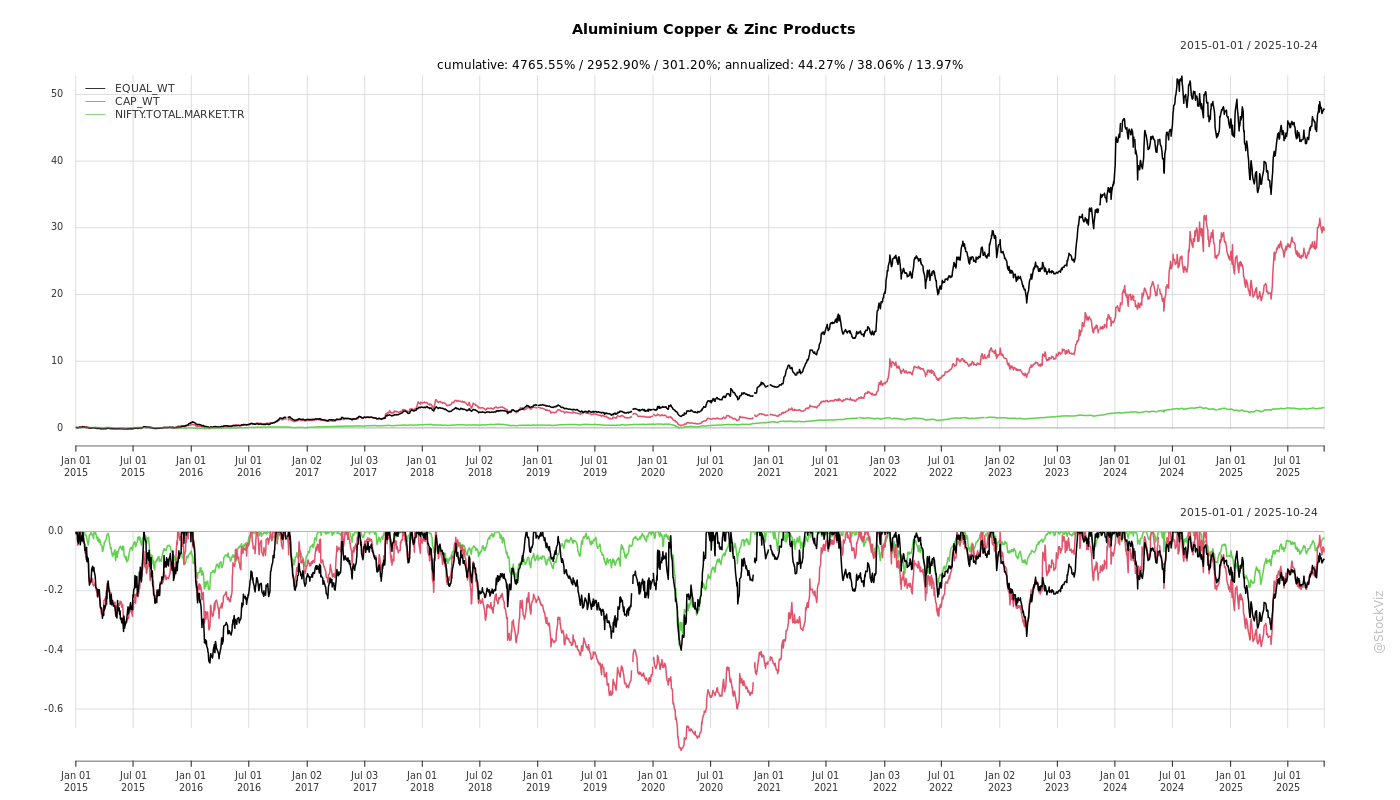 Aluminium Copper & Zinc Products
2015-01-01 / 2025-10-24
cumulative: 4765.55% / 2952.90% / 301.20%; annualized: 44.27% / 38.06% / 13.97%
EQUAL_WT
CAP_WT
NIFTY.TOTAL.MARKET.TR
50
40
30
20
10
0
Jan 01 Jul 01 Jan 01 Jul 01 Jan 02 Jul 03 Jan 01 Jul 02 Jan 01 Jul 01 Jan 01 Jul 01 Jan 01 Jul 01 Jan 03 Jul 01 Jan 02 Jul 03 Jan 01 Jul 01 Jan 01 Jul 01
2015 2015 2016 2016 2017 2017 2018 2018 2019 2019 2020 2020 2021 2021 2022 2022 2023 2023 2024 2024 2025 2025
2015-01-01 / 2025-10-24
0.0
-0.2
-0.4
-0.6
Jan 01 Jul 01 Jan 01 Jul 01 Jan 02 Jul 03 Jan 01 Jul 02 Jan 01 Jul 01 Jan 01 Jul 01 Jan 01 Jul 01 Jan 03 Jul 01 Jan 02 Jul 03 Jan 01 Jul 01 Jan 01 Jul 01
2015 2015 2016 2016 2017 2017 2018 2018 2019 2019 2020 2020 2021 2021 2022 2022 2023 2023 2024 2024 2025 2025
@StockViz